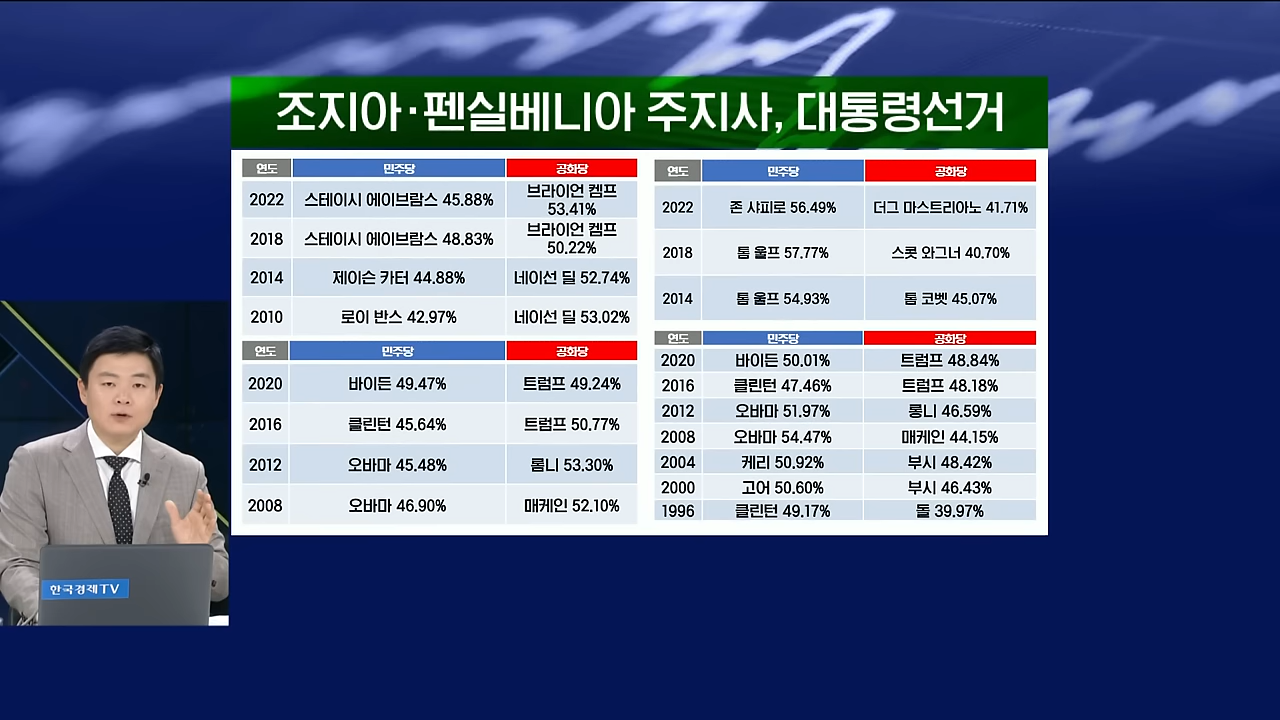 조지아·펜실베니아 주지사, 대통령선거
연도 민주당 공화당
2022 스테이시 에이브람스 45.88% 브라이언 켐프 53.41%
2018 스테이시 에이브람스 48.83% 브라이언 켐프 50.22%
2014 제이슨 카터 44.88% 네이선 딜 52.74%
2010 로이 반스 42.97% 네이선 딜 53.02%
연도 민주당 공화당
2020 바이든 49.47% 트럼프 49.24%
2016 클린턴 45.64% 트럼프 50.77%
2012 오바마 45.48% 롬니 53.30%
2008 오바마 46.90% 매케인 52.10%
연도 민주당 공화당
2022 존 샤피로 56.49% 더그 마스트리아노 41.71%
2018 톰 울프 57.77% 스콧 와그너 40.70%
2014 톰 울프 54.93% 톰 코벳 45.07%
연도 민주당 공화당
2020 바이든 50.01% 트럼프 48.84%
2016 클린턴 47.46% 트럼프 48.18%
2012 오바마 51.97% 롱니 46.59%
2008 오바마 54.47% 매케인 44.15%
2004 케리 50.92% 부시 48.42%
2000 고어 50.60% 부시 46.43%
1996 클린턴 49.17% 돌 39.97%
한국경제TV